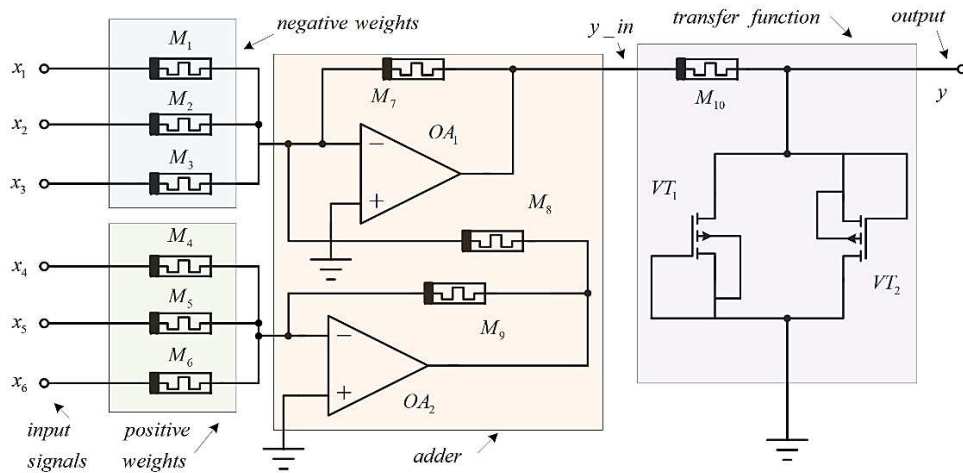 negative weights
y_in
transfer function
output
M1
x1
M7
M10
y
M2
x2
OA1
−
+
M3
x3
VT1
M8
M4
x4
M5
x5
VT2
M9
−
+
M6
x6
OA2
input
signals
positive
weights
adder